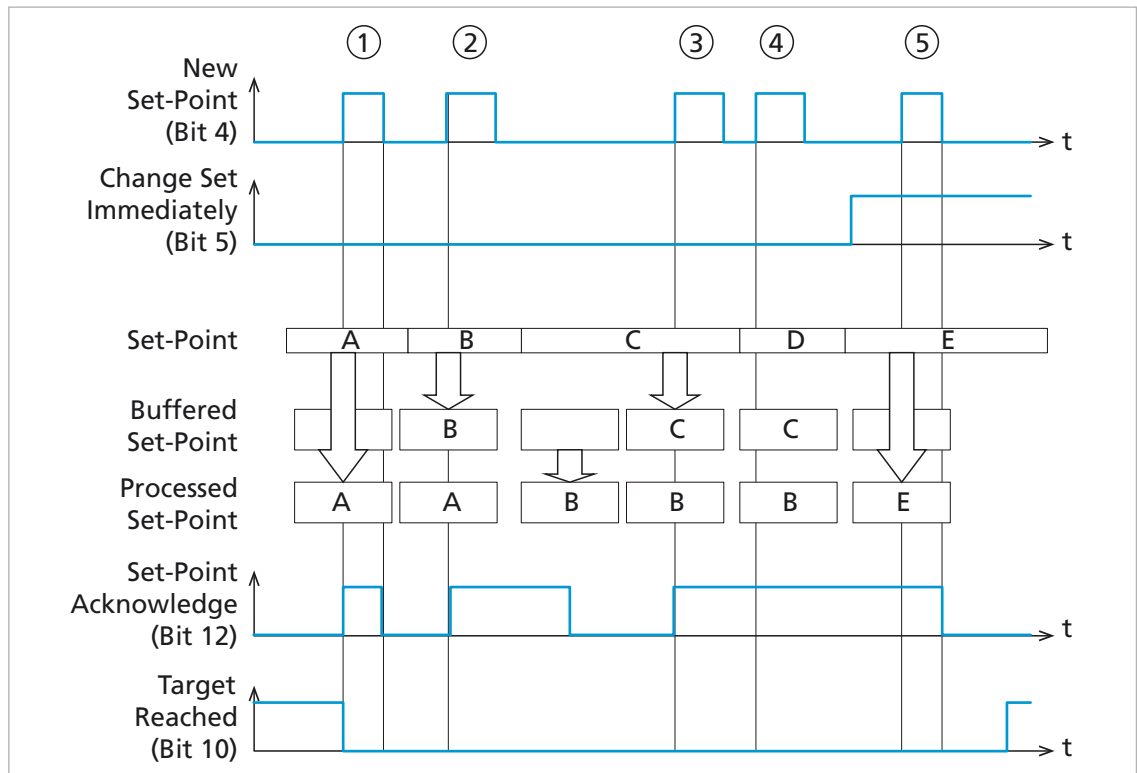 ① ② ③ ④ ⑤
New
Set-Point
(Bit 4)
t
Change Set
Immediately
(Bit 5)
t
Set-Point
A B C D E
Buffered
Set-Point
B C C
Processed
Set-Point
A A B B B E
Set-Point
Acknowledge
(Bit 12)
t
Target
Reached
(Bit 10)
t